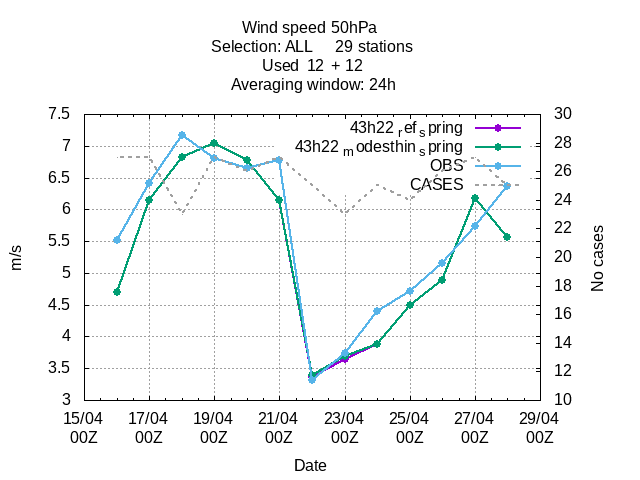 Wind speed 50hPa
Selection: ALL 29 stations
Used 12 + 12
Averaging window: 24h
43h22 ref spring
43h22 modesthin spring
OBS
CASES
7.5
7
6.5
6
5.5
5
4.5
4
3.5
3
30
28
26
24
22
20
18
16
14
12
10
m/s
No cases
15/04 17/04 19/04 21/04 23/04 25/04 27/04 29/04
00Z 00Z 00Z 00Z 00Z 00Z 00Z 00Z
Date